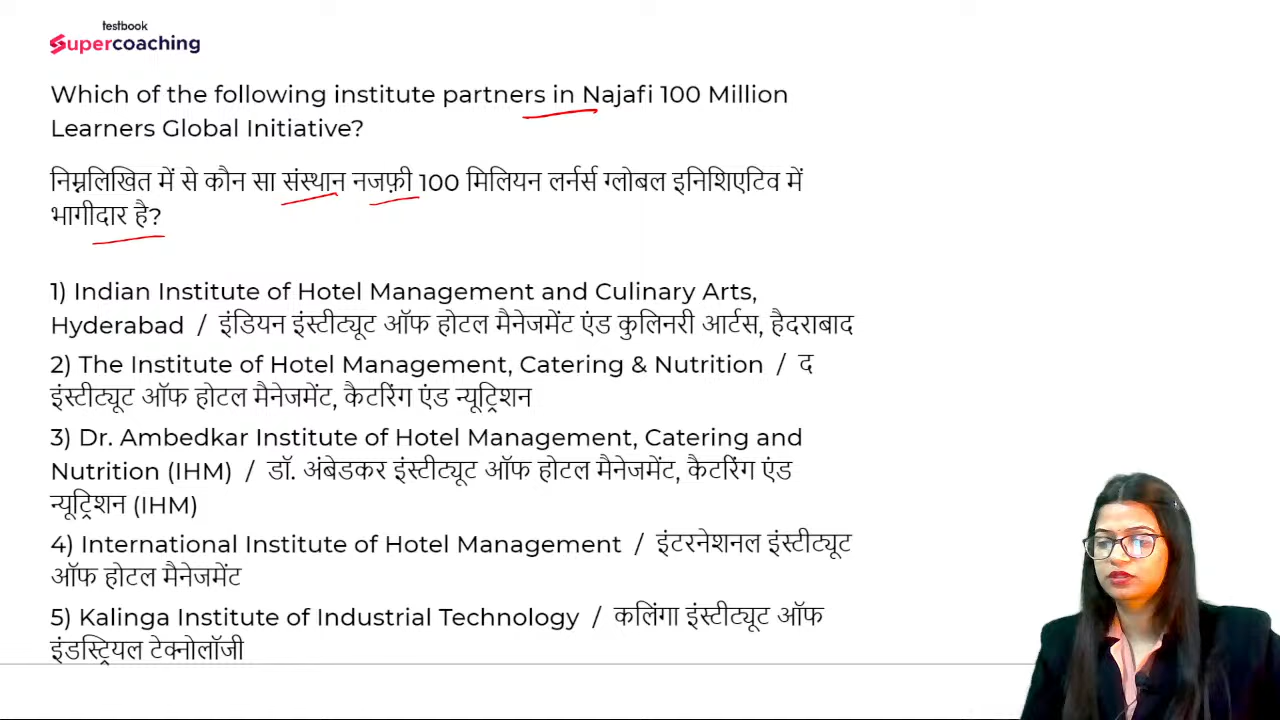 testbook
Supercoaching
Which of the following institute partners in Najafi 100 Million
Learners Global Initiative?
निम्नलिखित में से कौन सा संस्थान नजफ़ी 100 मिलियन लर्नर्स ग्लोबल इनिशिएटिव में
भागीदार है?
1) Indian Institute of Hotel Management and Culinary Arts,
Hyderabad / इंडियन इंस्टीट्यूट ऑफ होटल मैनेजमेंट एंड कुलिनरी आर्टस, हैदराबाद
2) The Institute of Hotel Management, Catering & Nutrition / द
इंस्टीट्यूट ऑफ होटल मैनेजमेंट, कैटरिंग एंड न्यूट्रिशन
3) Dr. Ambedkar Institute of Hotel Management, Catering and
Nutrition (IHM) / डॉ. अंबेडकर इंस्टीट्यूट ऑफ होटल मैनेजमेंट, कैटरिंग एंड
न्यूट्रिशन (IHM)
4) International Institute of Hotel Management / इंटरनेशनल इंस्टीट्यूट
ऑफ होटल मैनेजमेंट
5) Kalinga Institute of Industrial Technology / कलिंगा इंस्टीट्यूट ऑफ
इंडस्ट्रियल टेक्नोलॉजी